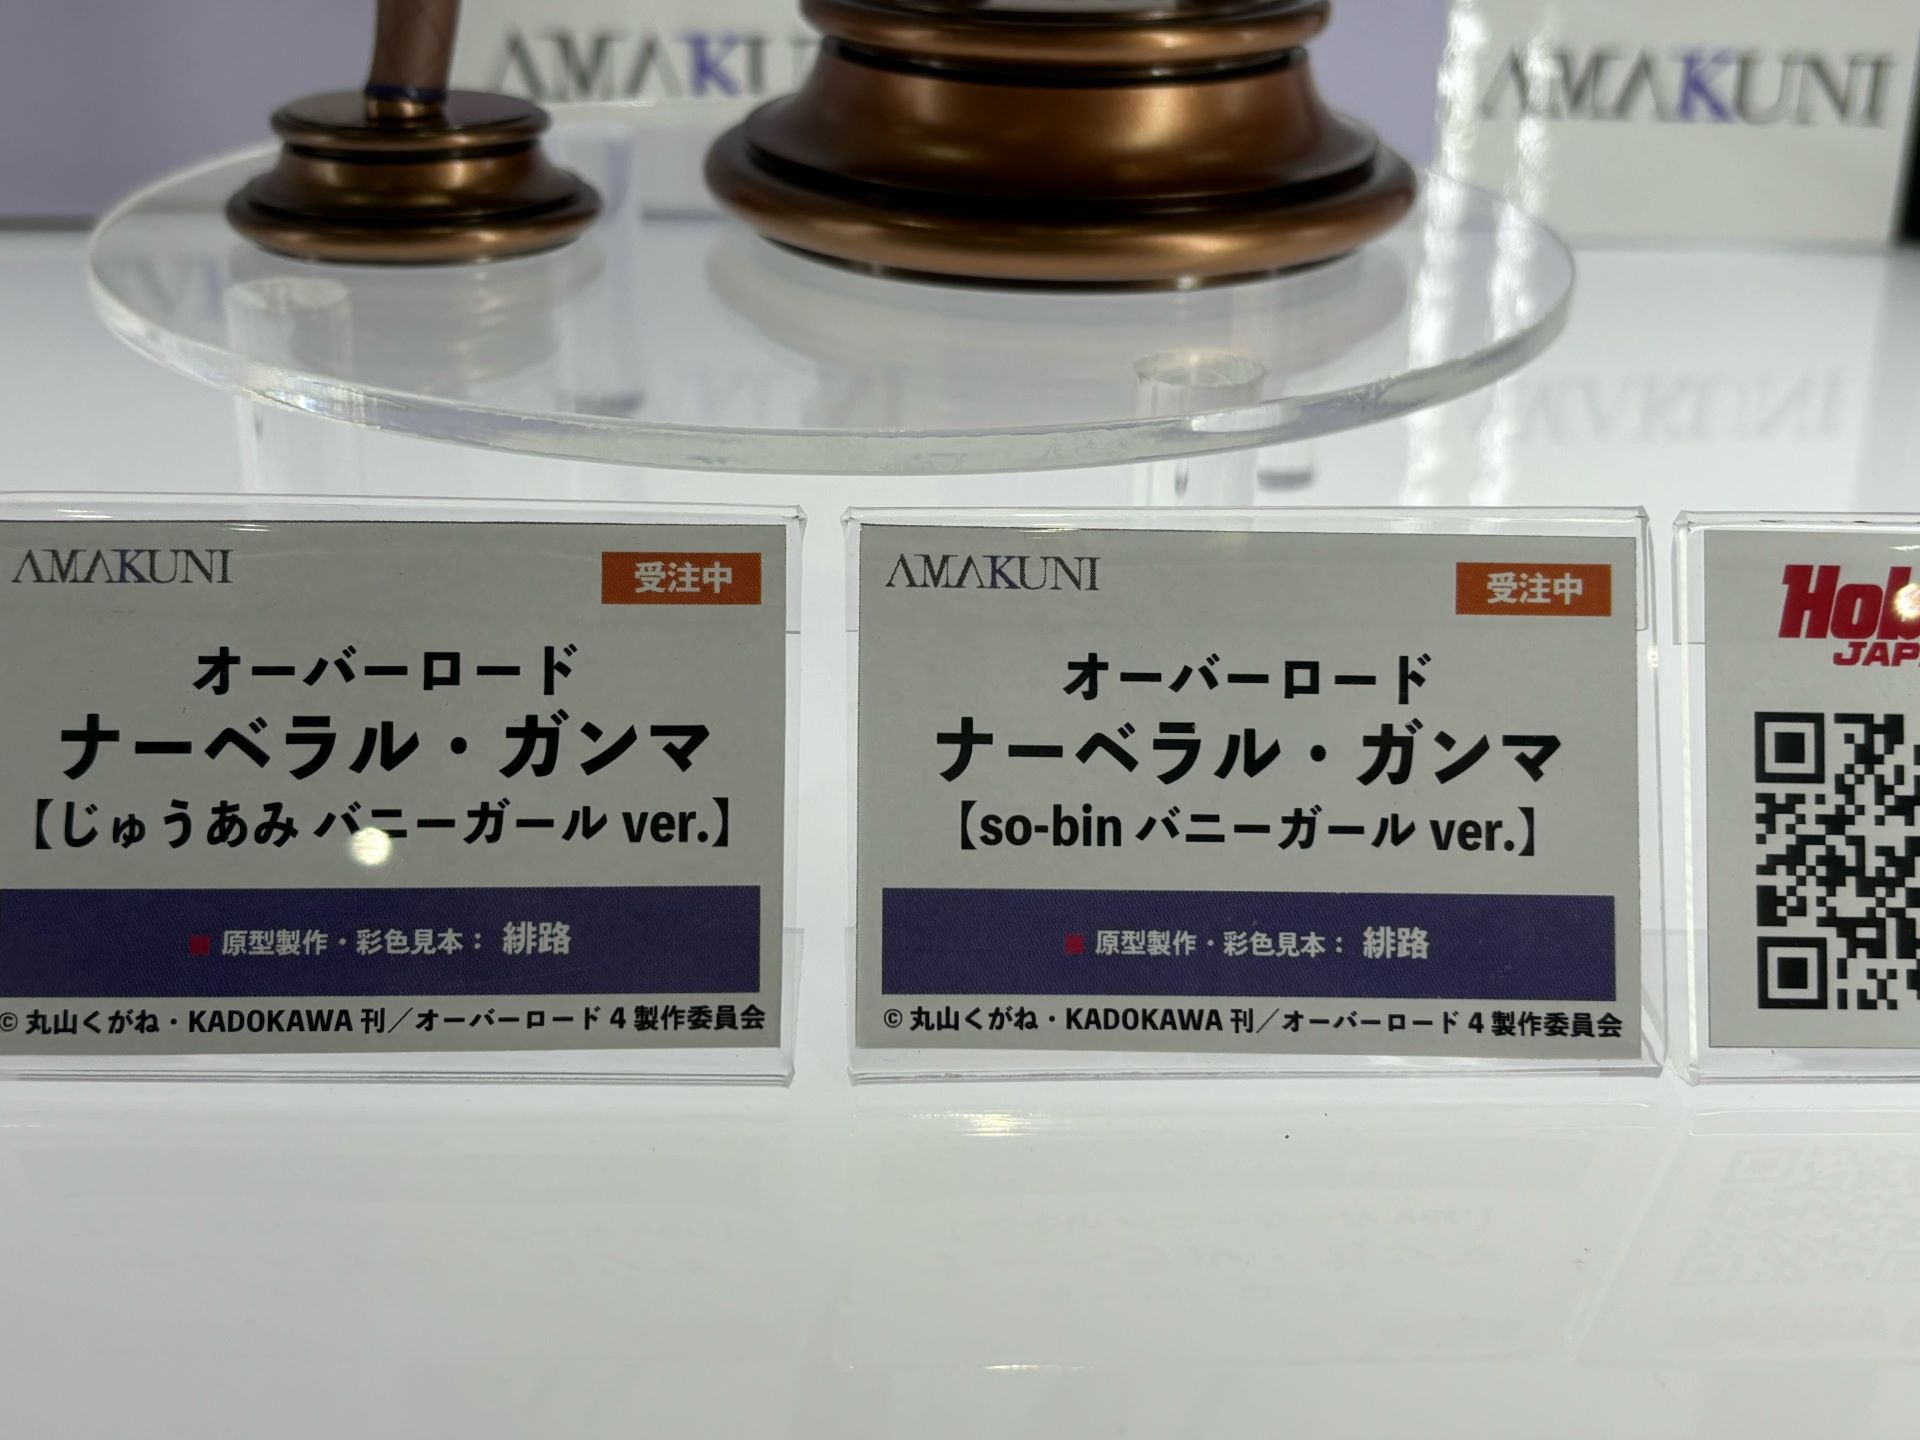 AMAKUNI
AMAKUNI
AMAKUNI
受注中
オーバーロード
ナーベラル・ガンマ
【じゅうあみ バニーガール ver.】
■ 原型製作・彩色見本： 緋路
© 丸山くがね・KADOKAWA 刊／オーバーロード 4 製作委員会
AMAKUNI
受注中
オーバーロード
ナーベラル・ガンマ
【so-bin バニーガール ver.】
■ 原型製作・彩色見本： 緋路
© 丸山くがね・KADOKAWA 刊／オーバーロード 4 製作委員会